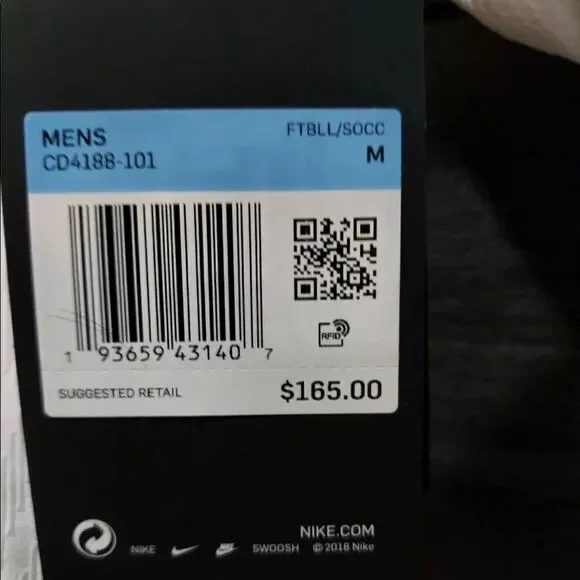 MENS FTBLL/SOCC
CD4188-101 M
RFID
1 93659 43140 7
SUGGESTED RETAIL $165.00
NIKE.COM
NIKE SWOOSH © 2018 Nike